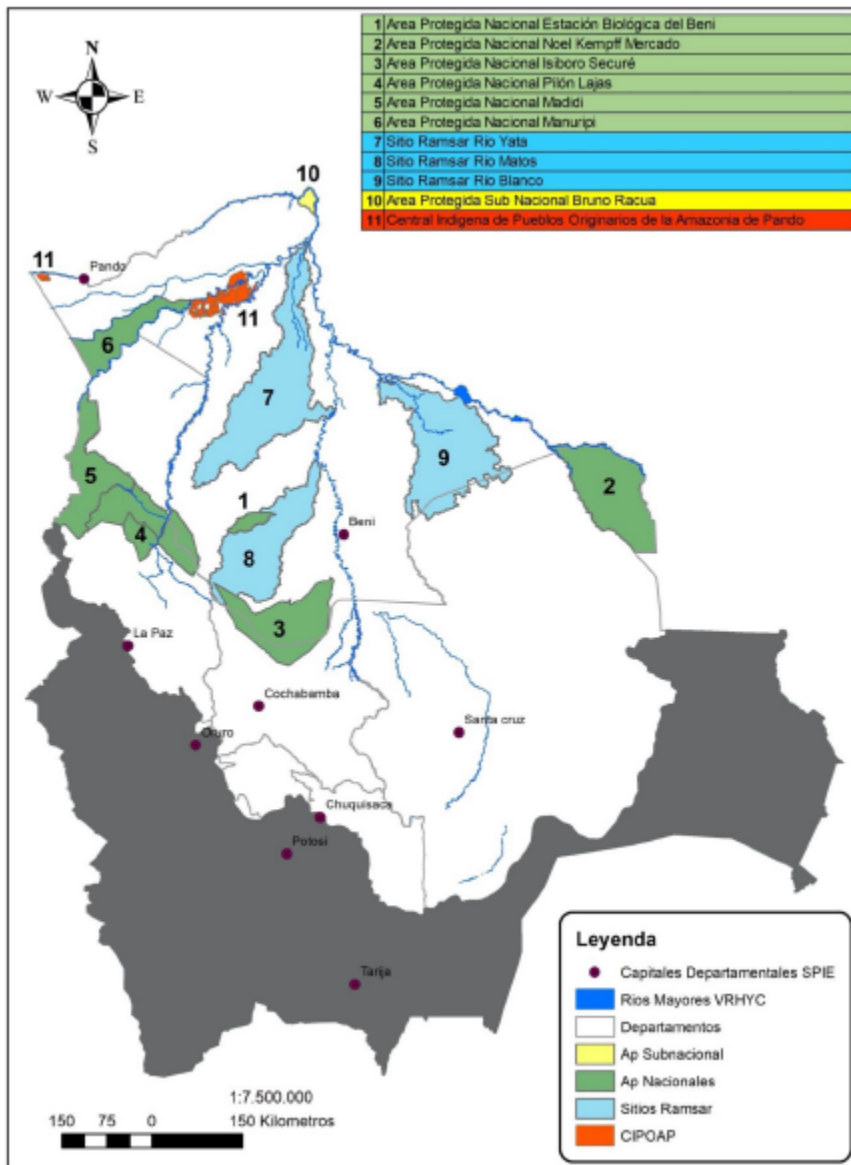 1 Area Protegida Nacional Estación Biológica del Beni
2 Area Protegida Nacional Noel Kempff Mercado
3 Area Protegida Nacional Isiboro Securé
4 Area Protegida Nacional Pilón Lajas
5 Area Protegida Nacional Madidi
6 Area Protegida Nacional Manuripi
7 Sitio Ramsar Río Yata
8 Sitio Ramsar Río Matos
9 Sitio Ramsar Río Blanco
10 Area Protegida Sub Nacional Bruno Racua
11 Central Indígena de Pueblos Originarios de la Amazonia de Pando
N
W E
S
10
11
Pando
11
6
7
9
5
2
1
Beni
4
8
3
La Paz
Cochabamba
Santa cruz
Oruro
Chuquisaca
Potosi
Tarija
Leyenda
Capitales Departamentales SPIE
Rios Mayores VRHYC
Departamentos
Ap Subnacional
Ap Nacionales
Sitios Ramsar
CIPOAP
1:7.500.000
150 75 0 150 Kilometros